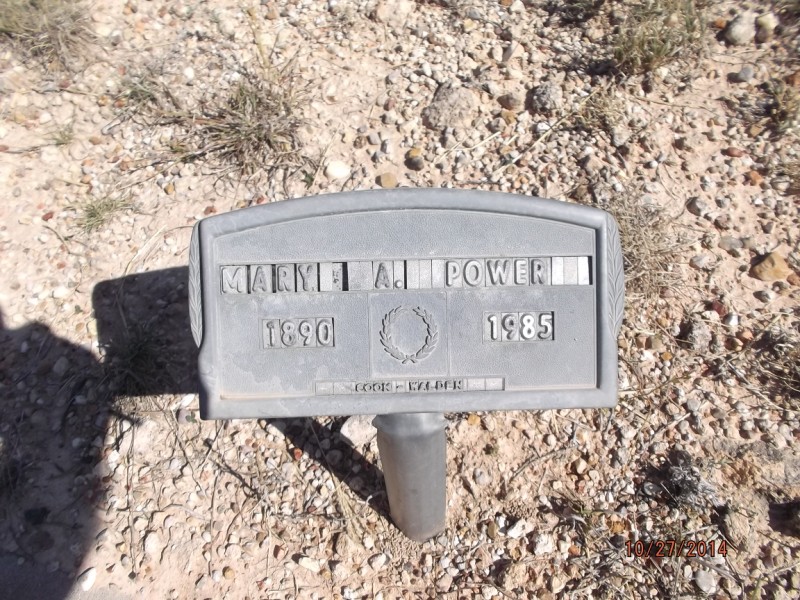 MARY A. POWER
1890 1985
COOK - WALDEN
10/27/2014